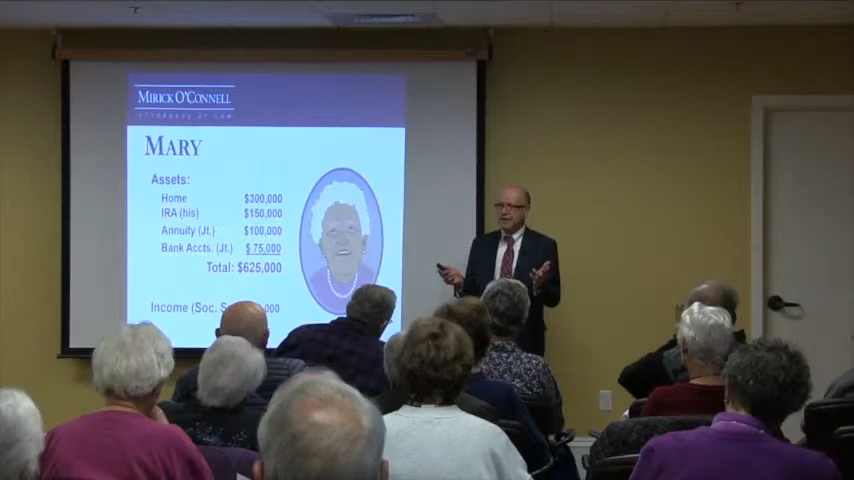 MIRICK O'CONNELL
ATTORNEYS AT LAW
MARY
Assets:
Home $300,000
IRA (his) $150,000
Annuity (Jt.) $100,000
Bank Accts. (Jt.) $ 75,000
Total: $625,000
Income (Soc.